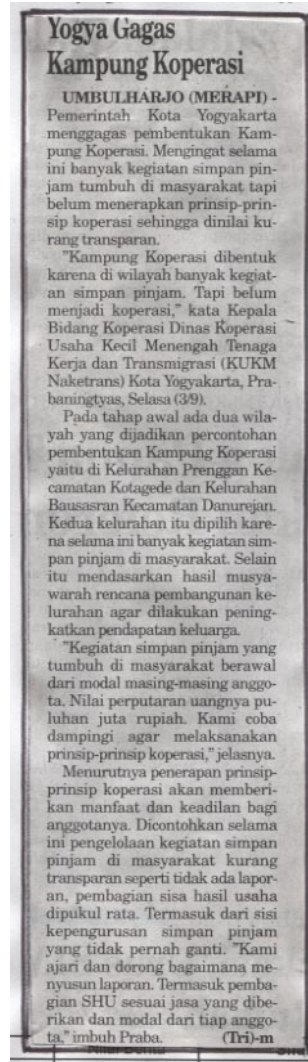 Yogya Gagas
Kampung Koperasi
UMBULHARJO (MERAPI) -
Pemerintah Kota Yogyakarta
menggagas pembentukan Kam-
pung Koperasi. Mengingat selama
ini banyak kegiatan simpan pin-
jam tumbuh di masyarakat tapi
belum menerapkan prinsip-prin-
sip koperasi sehingga dinilai ku-
rang transparan.
"Kampung Koperasi dibentuk
karena di wilayah banyak kegiat-
an simpan pinjam. Tapi belum
menjadi koperasi," kata Kepala
Bidang Koperasi Dinas Koperasi
Usaha Kecil Menengah Tenaga
Kerja dan Transmigrasi (KUKM
Naketrans) Kota Yogyakarta, Pra-
baningtyas, Selasa (3/9).
Pada tahap awal ada dua wila-
yah yang dijadikan percontohan
pembentukan Kampung Koperasi
yaitu di Kelurahan Prenggan Ke-
camatan Kotagede dan Kelurahan
Bausasran Kecamatan Danurejan.
Kedua kelurahan itu dipilih kare-
na selama ini banyak kegiatan sim-
pan pinjam di masyarakat. Selain
itu mendasarkan hasil musya-
warah rencana pembangunan ke-
lurahan agar dilakukan pening-
katkan pendapatan keluarga.
"Kegiatan simpan pinjam yang
tumbuh di masyarakat berawal
dari modal masing-masing anggo-
ta. Nilai perputaran uangnya pu-
luhan juta rupiah. Kami coba
dampingi agar melaksanakan
prinsip-prinsip koperasi," jelasnya.
Menurutnya penerapan prinsip-
prinsip koperasi akan memberi-
kan manfaat dan keadilan bagi
anggotanya. Dicontohkan selama
ini pengelolaan kegiatan simpan
pinjam di masyarakat kurang
transparan seperti tidak ada lapor-
an, pembagian sisa hasil usaha
dipukul rata. Termasuk dari sisi
kepengurusan simpan pinjam
yang tidak pernah ganti. "Kami
ajari dan dorong bagaimana me-
nyusun laporan. Termasuk pemba-
gian SHU sesuai jasa yang dibe-
rikan dan modal dari tiap anggo-
ta," imbuh Praba. (Tri)-m